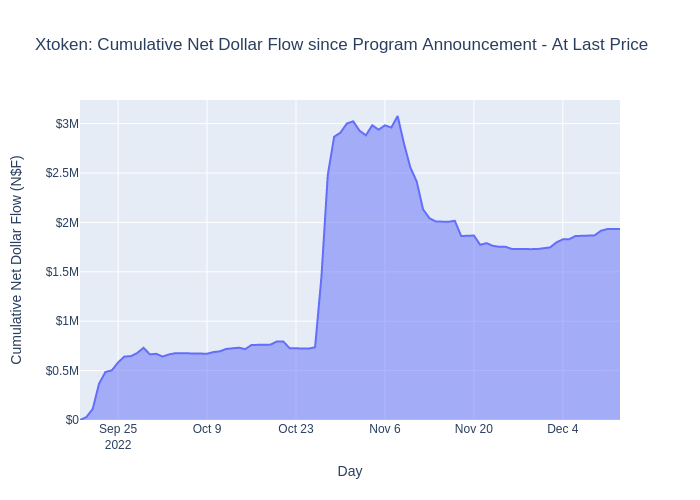 Xtoken: Cumulative Net Dollar Flow since Program Announcement - At Last Price
Cumulative Net Dollar Flow (N$F)
$3M
$2.5M
$2M
$1.5M
$1M
$0.5M
$0
Sep 25
2022
Oct 9
Oct 23
Nov 6
Nov 20
Dec 4
Day